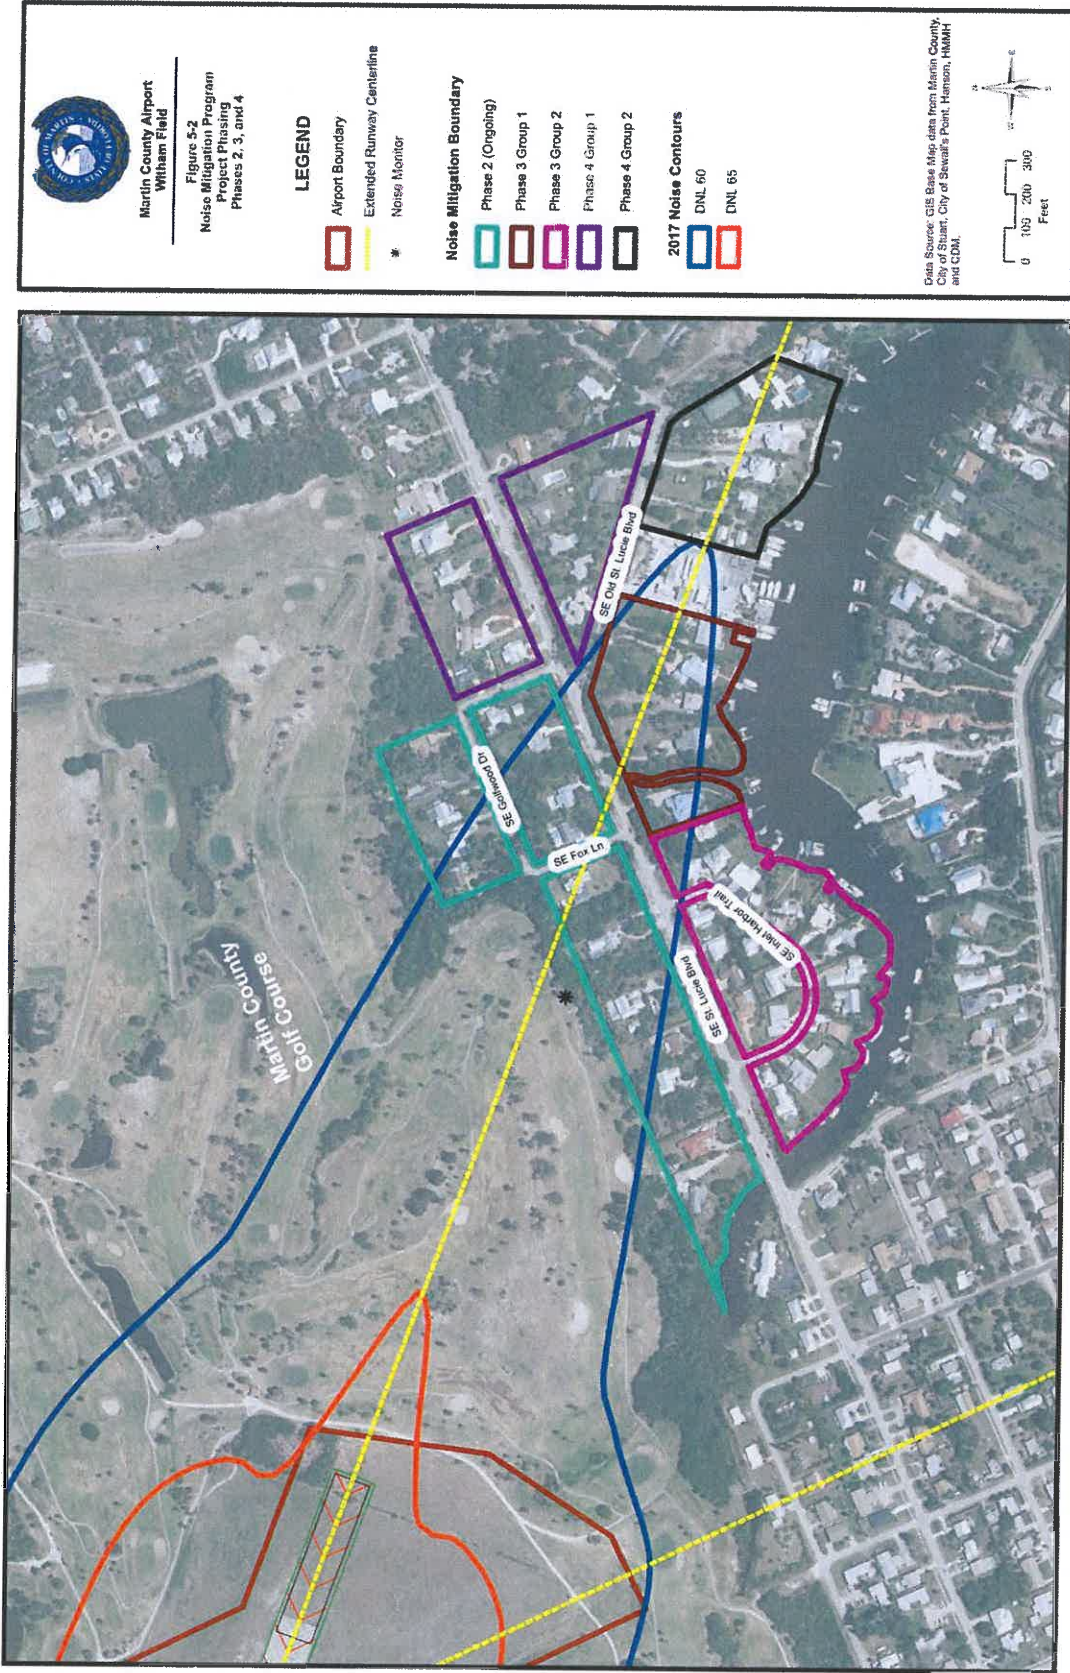 Martin County Airport
Witham Field
Figure 5-2
Noise Mitigation Program
Project Phasing
Phases 2, 3, and 4
LEGEND
Airport Boundary
Extended Runway Centerline
Noise Monitor
Noise Mitigation Boundary
Phase 2 (Ongoing)
Phase 3 Group 1
Phase 3 Group 2
Phase 4 Group 1
Phase 4 Group 2
2017 Noise Contours
DNL 60
DNL 65
Data Source: GIS Base Map data from Martin County,
City of Stuart, City of Sewall's Point, Hanson, HMMH
and CDM.
0 100 200 300
Feet
N
W E
S
Martin County
Golf Course
SE Golfwood Dr
SE Fox Ln
SE Old St. Lucie Blvd
SE St. Lucie Blvd
SE Inlet Harbor Trail